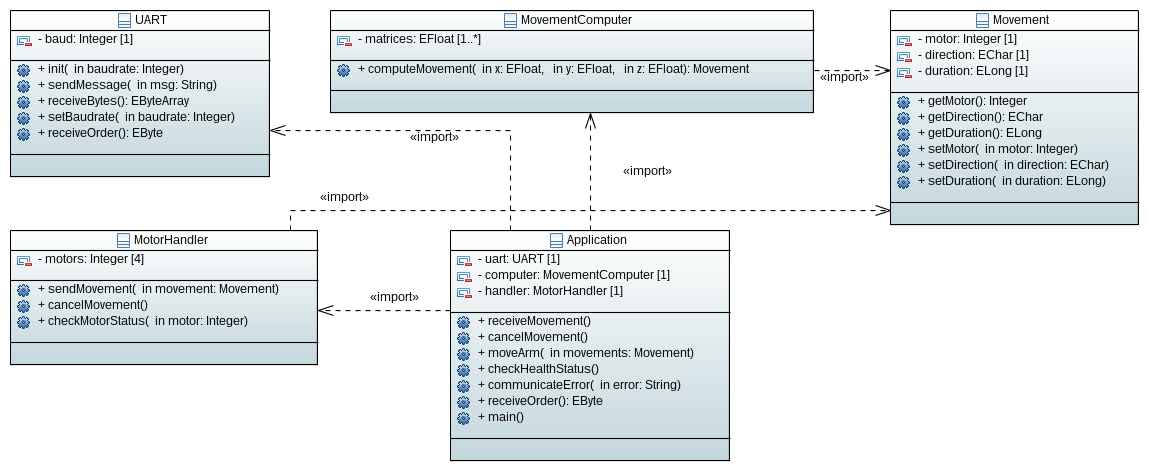 UART
- baud: Integer [1]
+ init(  in baudrate: Integer)
+ sendMessage(  in msg: String)
+ receiveBytes(): EByteArray
+ setBaudrate(  in baudrate: Integer)
+ receiveOrder(): EByte
MovementComputer
- matrices: EFloat [1..*]
+ computeMovement(  in x: EFloat,   in y: EFloat,   in z: EFloat): Movement
«import»
Movement
- motor: Integer [1]
- direction: EChar [1]
- duration: ELong [1]
+ getMotor(): Integer
+ getDirection(): EChar
+ getDuration(): ELong
+ setMotor(  in motor: Integer)
+ setDirection(  in direction: EChar)
+ setDuration(  in duration: ELong)
«import»
«import»
«import»
MotorHandler
- motors: Integer [4]
+ sendMovement(  in movement: Movement)
+ cancelMovement()
+ checkMotorStatus(  in motor: Integer)
«import»
Application
- uart: UART [1]
- computer: MovementComputer [1]
- handler: MotorHandler [1]
+ receiveMovement()
+ cancelMovement()
+ moveArm(  in movements: Movement)
+ checkHealthStatus()
+ communicateError(  in error: String)
+ receiveOrder(): EByte
+ main()